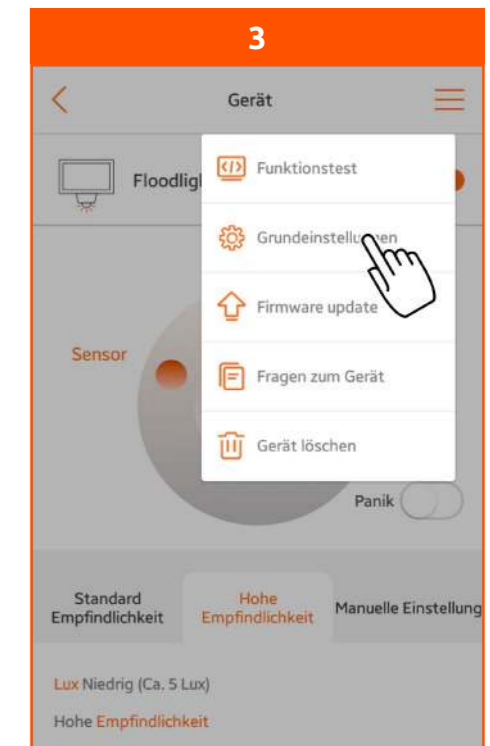 3
Gerät
Floodligh
Funktionstest
Grundeinstellungen
Firmware update
Fragen zum Gerät
Gerät löschen
Sensor
Panik
Standard Empfindlichkeit
Hohe Empfindlichkeit
Manuelle Einstellung
Lux Niedrig (Ca. 5 Lux)
Hohe Empfindlichkeit